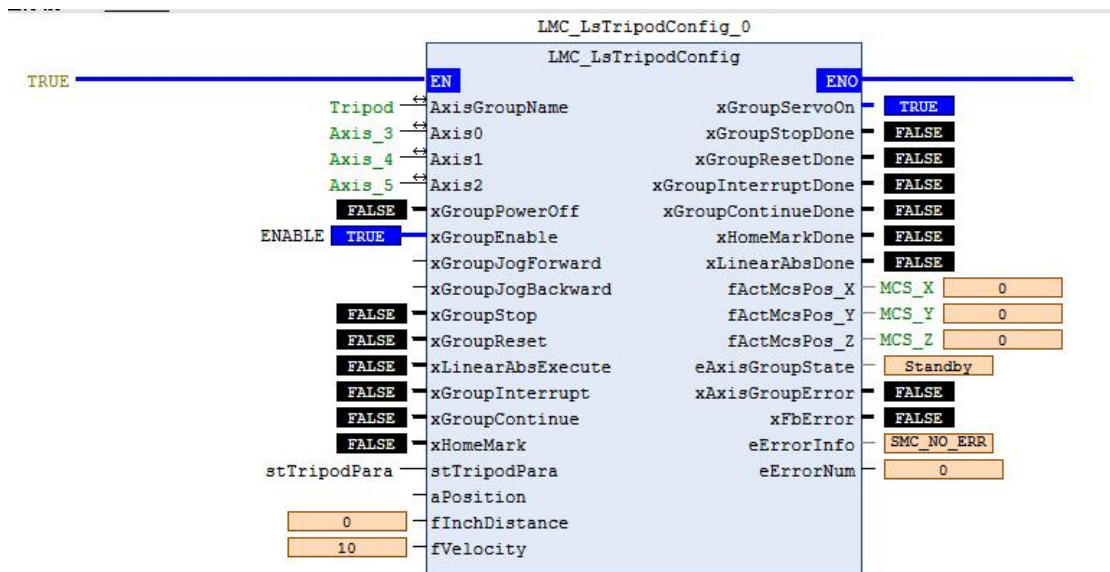 LMC_LsTripodConfig_0
LMC_LsTripodConfig
TRUE EN ENO
Tripod AxisGroupName xGroupServoOn TRUE
Axis_3 Axis0 xGroupStopDone FALSE
Axis_4 Axis1 xGroupResetDone FALSE
Axis_5 Axis2 xGroupInterruptDone FALSE
FALSE xGroupPowerOff xGroupContinueDone FALSE
ENABLE TRUE xGroupEnable xHomeMarkDone FALSE
xGroupJogForward xLinearAbsDone FALSE
xGroupJogBackward fActMcsPos_X MCS_X 0
FALSE xGroupStop fActMcsPos_Y MCS_Y 0
FALSE xGroupReset fActMcsPos_Z MCS_Z 0
FALSE xLinearAbsExecute eAxisGroupState Standby
FALSE xGroupInterrupt xAxisGroupError FALSE
FALSE xGroupContinue xFbError FALSE
FALSE xHomeMark eErrorInfo SMC_NO_ERR
stTripodPara stTripodPara eErrorNum 0
aPosition
0 fInchDistance
10 fVelocity